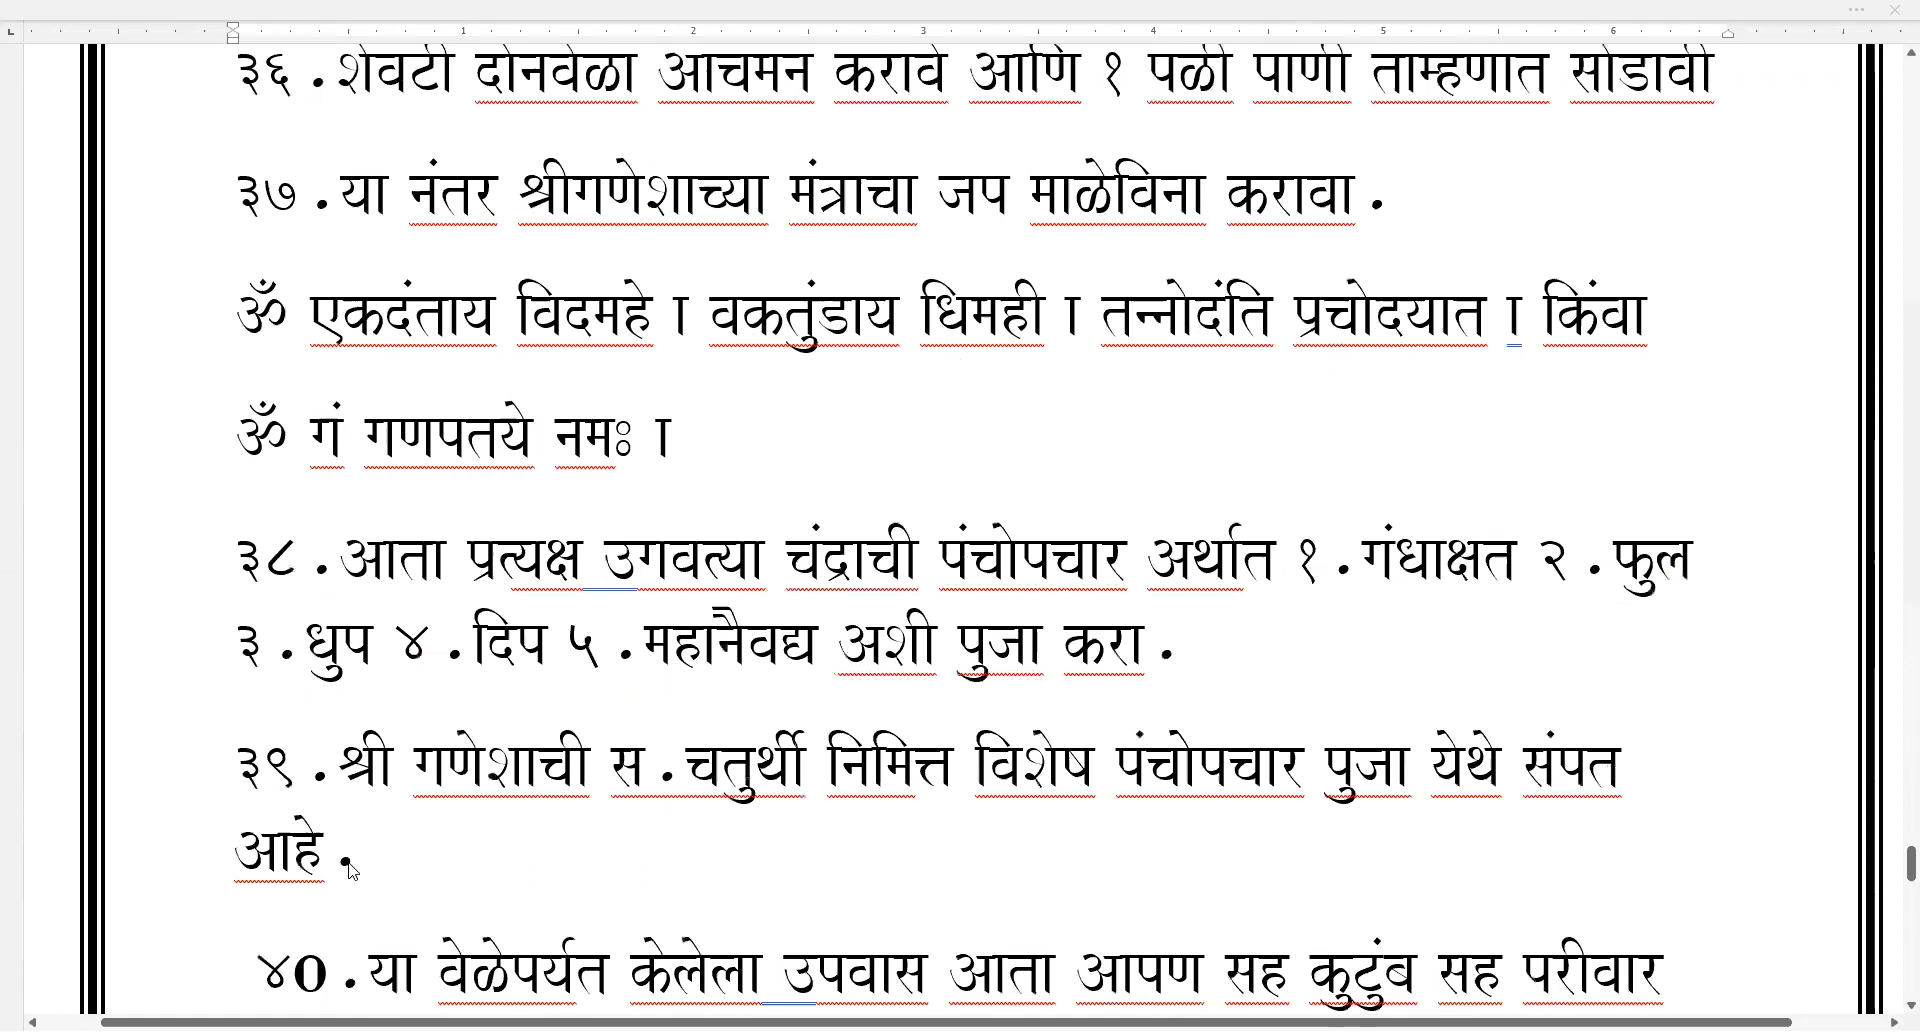 ३६ .शेवटी दोनवेळा आचमन करावे आणि १ पळी पाणी ताम्हणात सोडावी
३७ .या नंतर श्रीगणेशाच्या मंत्राचा जप माळेविना करावा .
ॐ एकदंताय विदमहे । वकतुंडाय धिमही । तन्नोदंति प्रचोदयात । किंवा
ॐ गं गणपतये नमः ।
३८ .आता प्रत्यक्ष उगवत्या चंद्राची पंचोपचार अर्थात १ .गंधाक्षत २ .फुल
३ .धुप ४ .दिप ५ .महानैवद्य अशी पुजा करा .
३९ .श्री गणेशाची स .चतुर्थी निमित्त विशेष पंचोपचार पुजा येथे संपत
आहे .
४0 .या वेळेपर्यत केलेला उपवास आता आपण सह कुटुंब सह परीवार